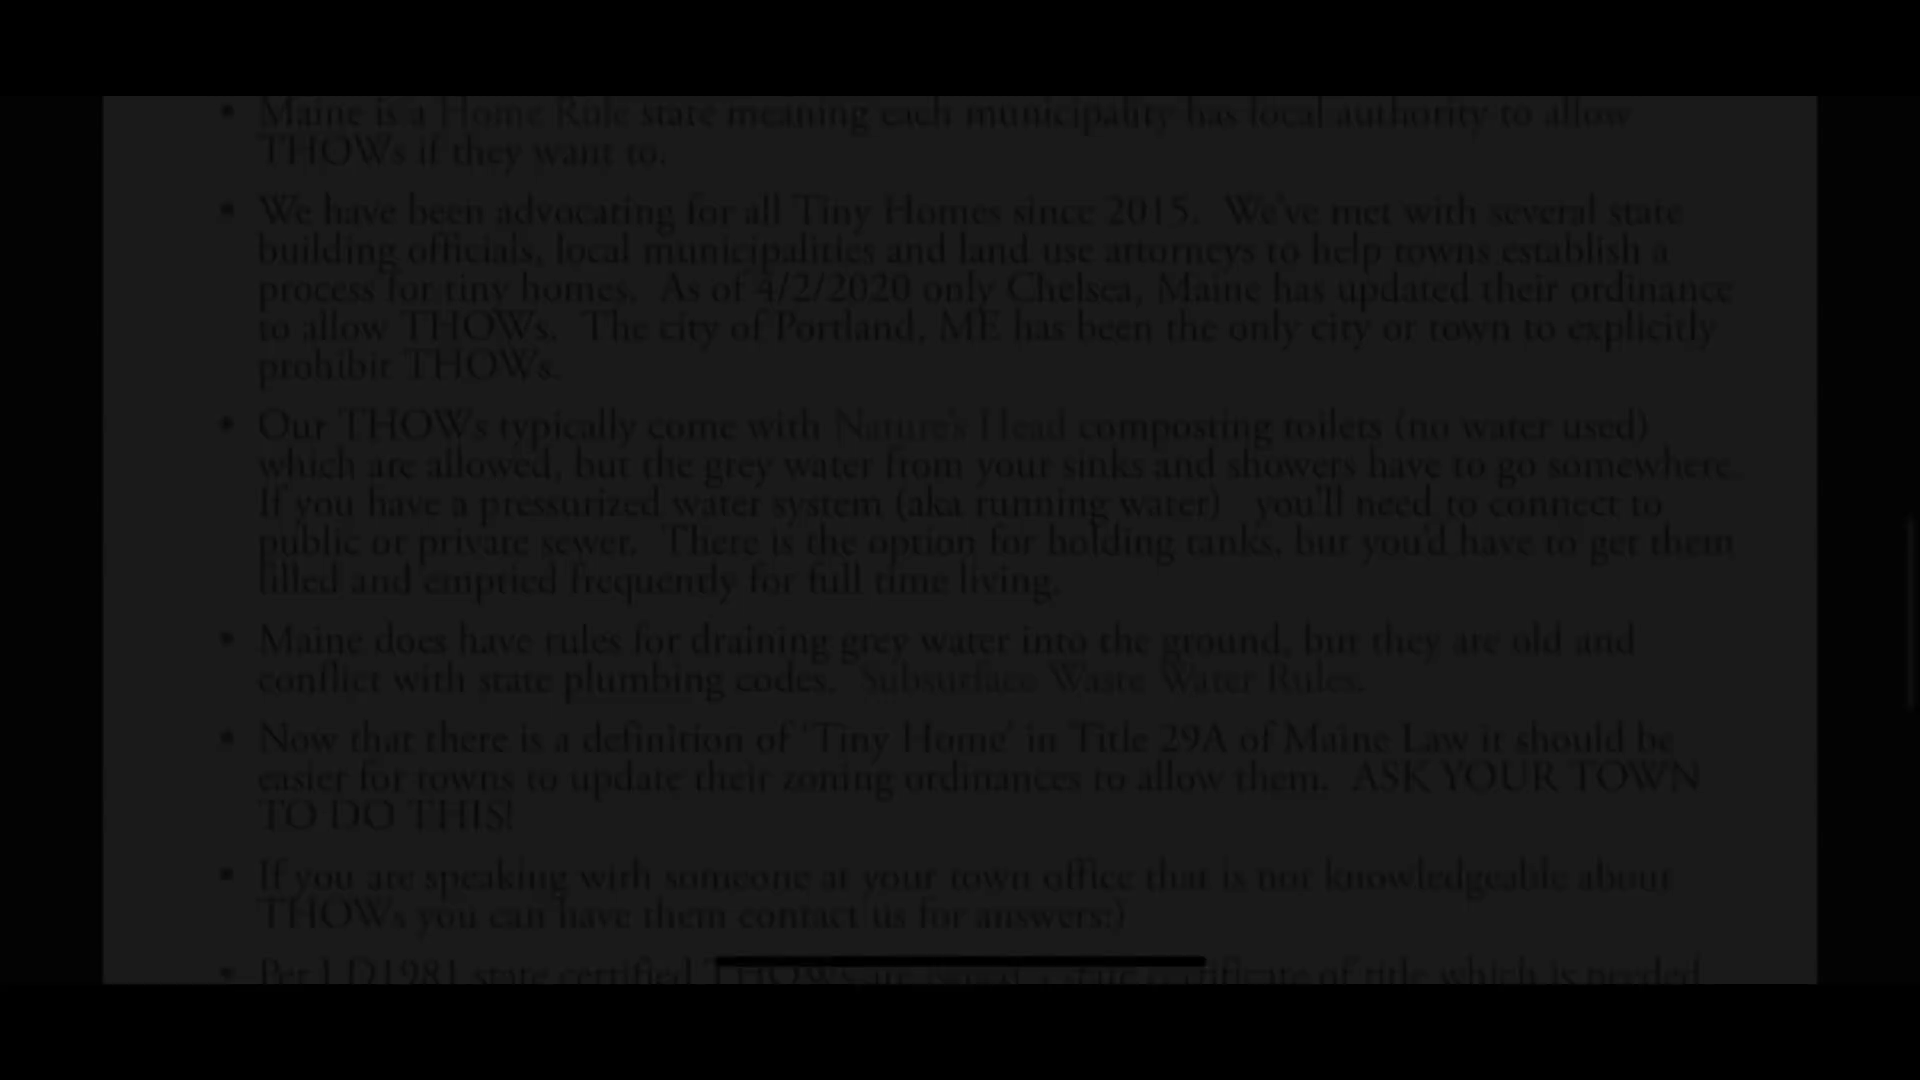 • Maine is a Home Rule state meaning each municipality has local authority to allow
THOWs if they want to.
• We have been advocating for all Tiny Homes since 2015. We've met with several state
building officials, local municipalities and land use attorneys to help towns establish a
process for tiny homes. As of 4/2/2020 only Chelsea, Maine has updated their ordinance
to allow THOWs. The city of Portland, ME has been the only city or town to explicitly
prohibit THOWs.
• Our THOWs typically come with Nature's Head composting toilets (no water used)
which are allowed, but the grey water from your sinks and showers have to go somewhere.
If you have a pressurized water system (aka running water) you'll need to connect to
public or private sewer. There is the option for holding tanks, but you'd have to get them
filled and emptied frequently for full time living.
• Maine does have rules for draining grey water into the ground, but they are old and
conflict with state plumbing codes. Subsurface Waste Water Rules.
• Now that there is a definition of 'Tiny Home' in Title 29A of Maine Law it should be
easier for towns to update their zoning ordinances to allow them. ASK YOUR TOWN
TO DO THIS!
• If you are speaking with someone at your town office that is not knowledgeable about
THOWs you can have them contact us for answers:)
• Per LD1981 state certified THOWs are issued a state certificate of title which is needed